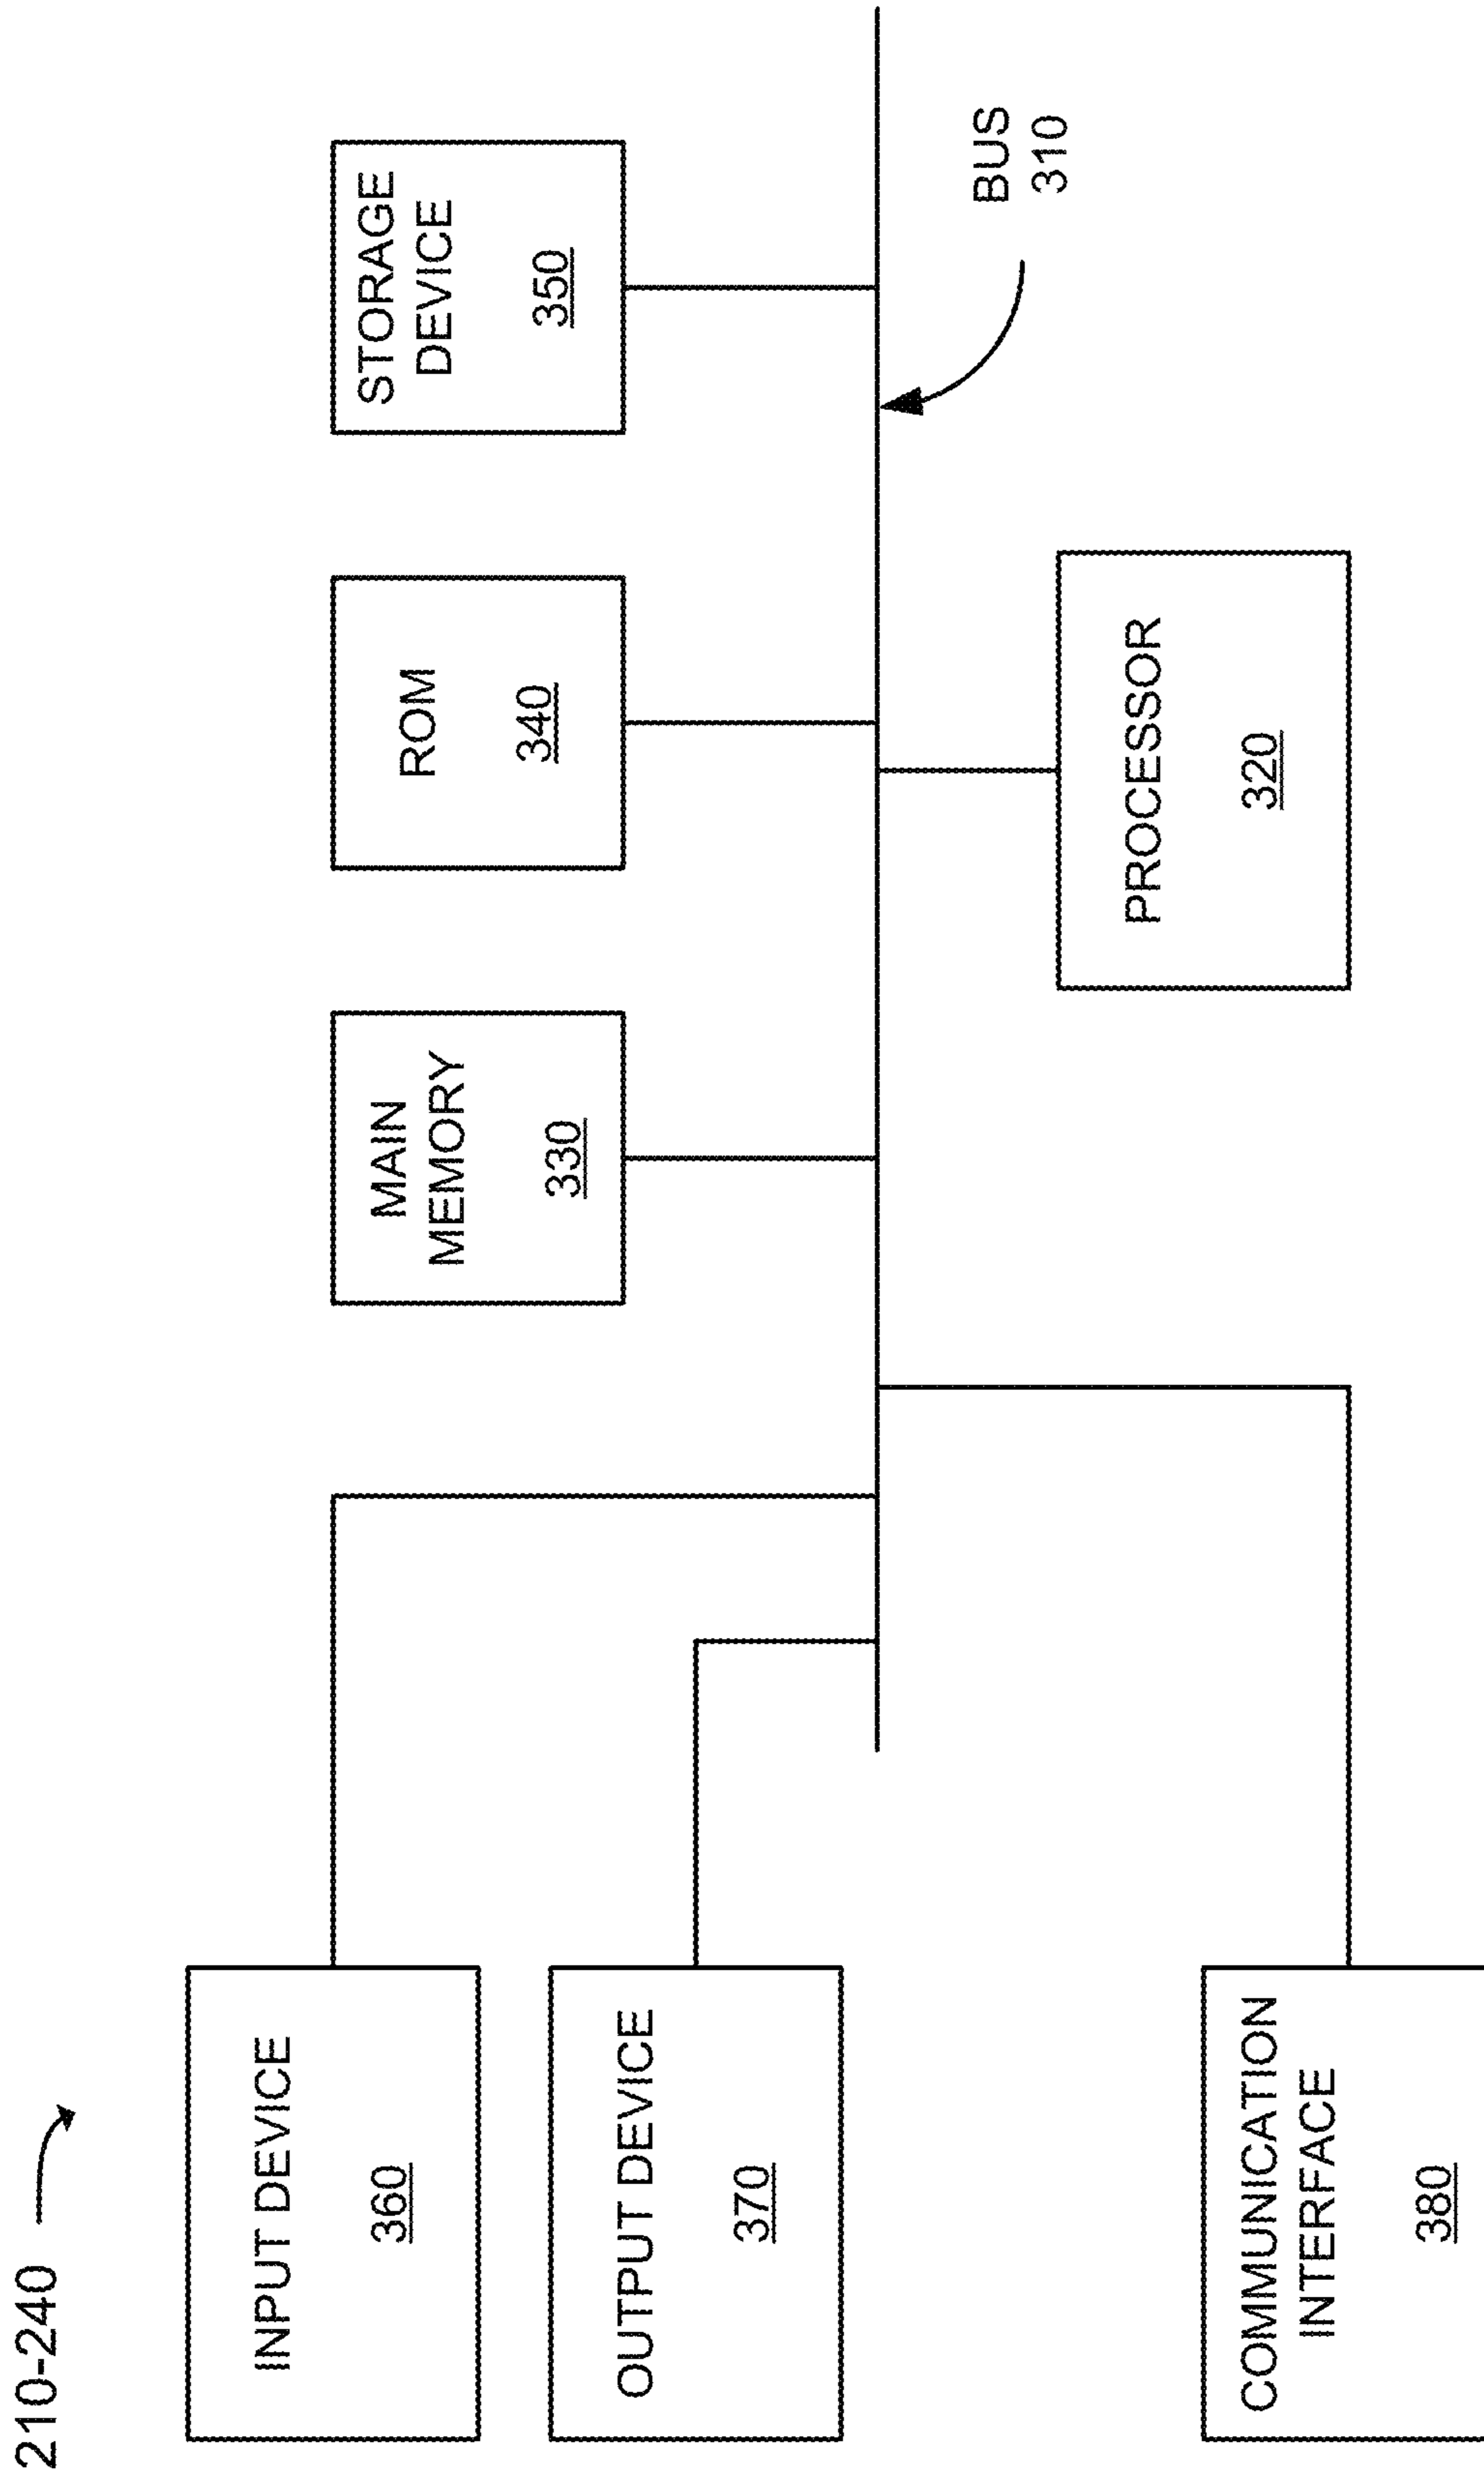 210-240
INPUT DEVICE
360
MAIN
MEMORY
330
ROM
340
STORAGE
DEVICE
350
OUTPUT DEVICE
370
BUS
310
COMMUNICATION
INTERFACE
380
PROCESSOR
320